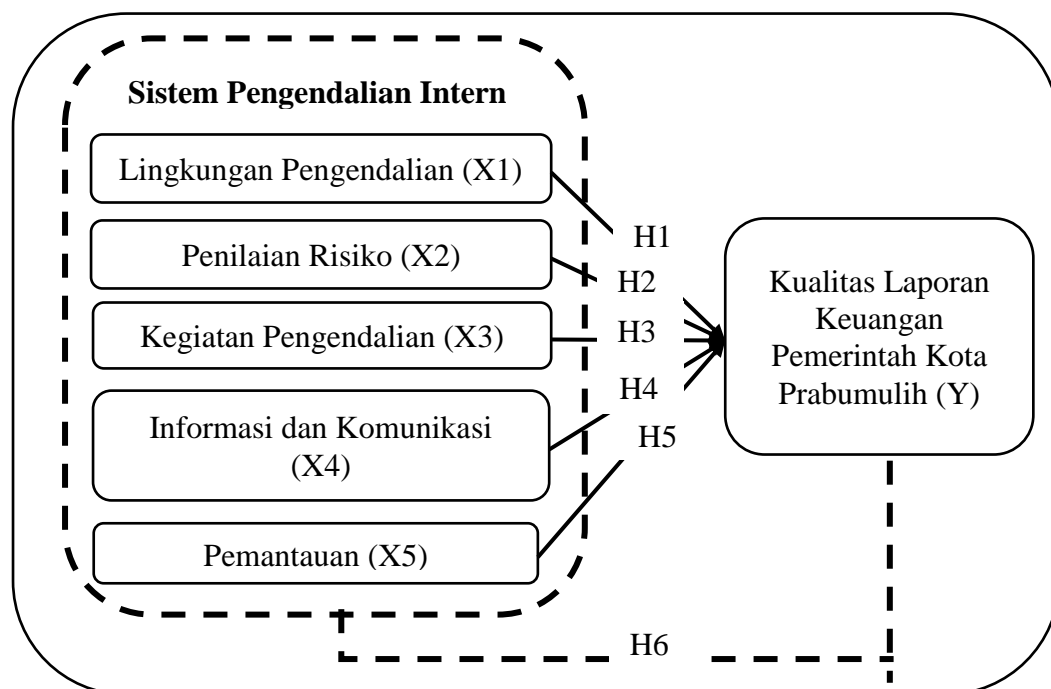 Sistem Pengendalian Intern
Lingkungan Pengendalian (X1)
Penilaian Risiko (X2)
Kegiatan Pengendalian (X3)
Informasi dan Komunikasi
(X4)
Pemantauan (X5)
H1
H2
H3
H4
H5
Kualitas Laporan
Keuangan
Pemerintah Kota
Prabumulih (Y)
H6